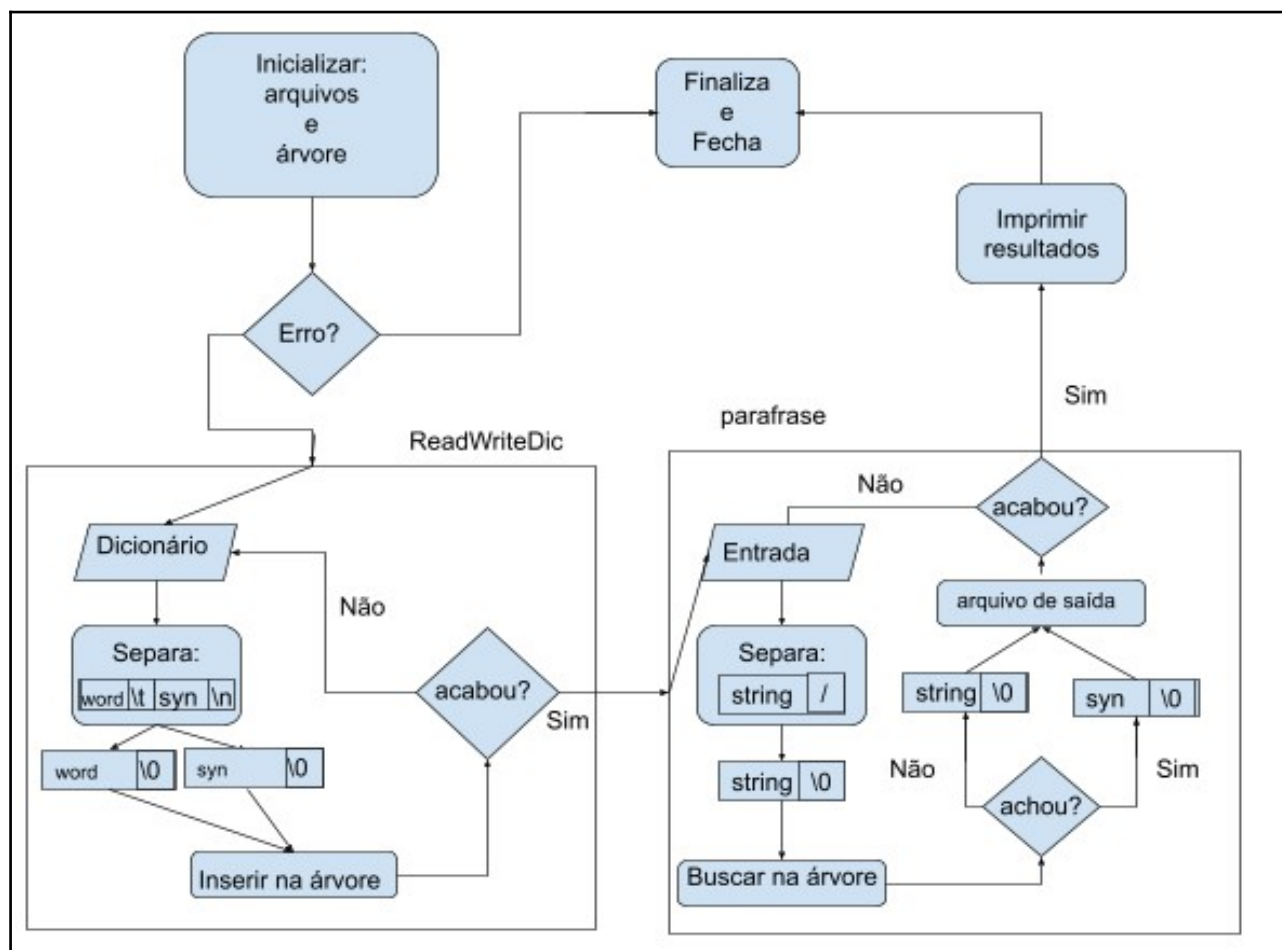 Inicializar:
arquivos
e
árvore
Finaliza
e
Fecha
Imprimir
resultados
Erro?
Sim
parafrase
ReadWriteDic
Não
acabou?
Dicionário
Entrada
Não
arquivo de saída
Separa:
word \t syn \n
acabou?
Sim
Separa:
string /
string \0
syn \0
word \0
syn \0
string \0
Não
achou?
Sim
Inserir na árvore
Buscar na árvore